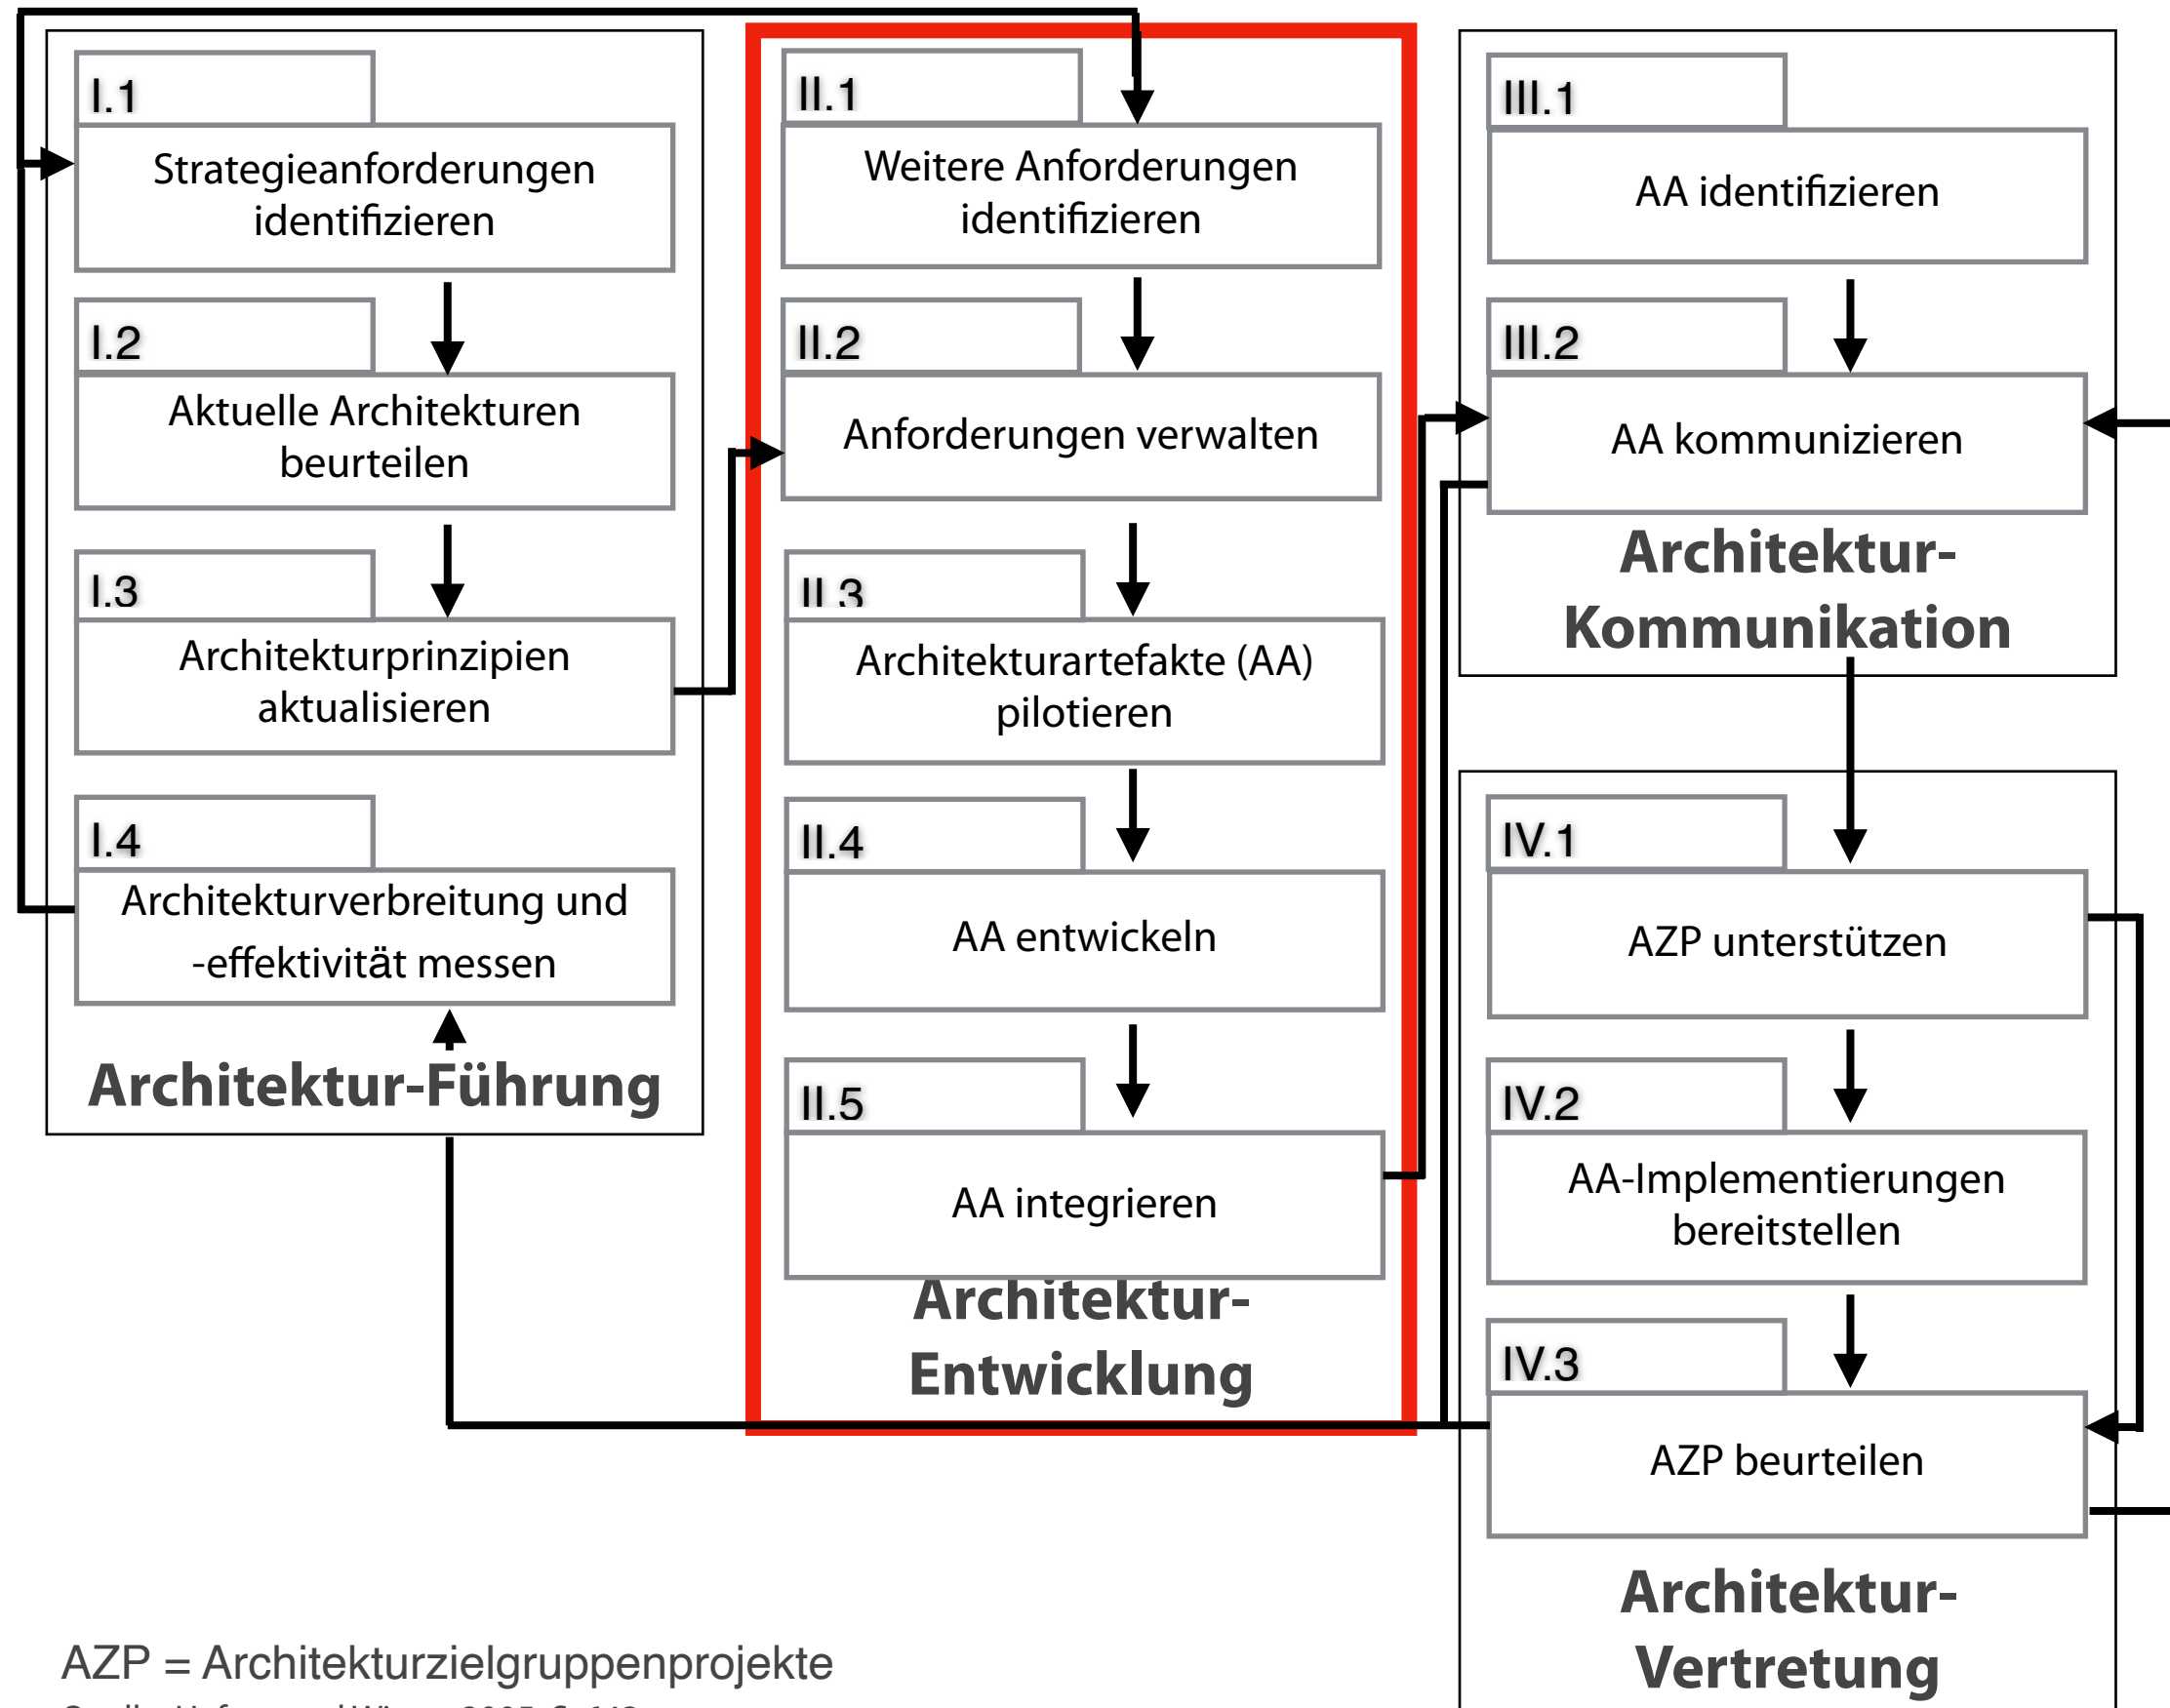 I.1
Strategieanforderungen
identifizieren
I.2
Aktuelle Architekturen
beurteilen
I.3
Architekturprinzipien
aktualisieren
I.4
Architekturverbreitung und
-effektivität messen
Architektur-Führung
II.1
Weitere Anforderungen
identifizieren
II.2
Anforderungen verwalten
II.3
Architekturartefakte (AA)
pilotieren
II.4
AA entwickeln
II.5
AA integrieren
Architektur-
Entwicklung
III.1
AA identifizieren
III.2
AA kommunizieren
Architektur-
Kommunikation
IV.1
AZP unterstützen
IV.2
AA-Implementierungen
bereitstellen
IV.3
AZP beurteilen
Architektur-
Vertretung
AZP = Architekturzielgruppenprojekte